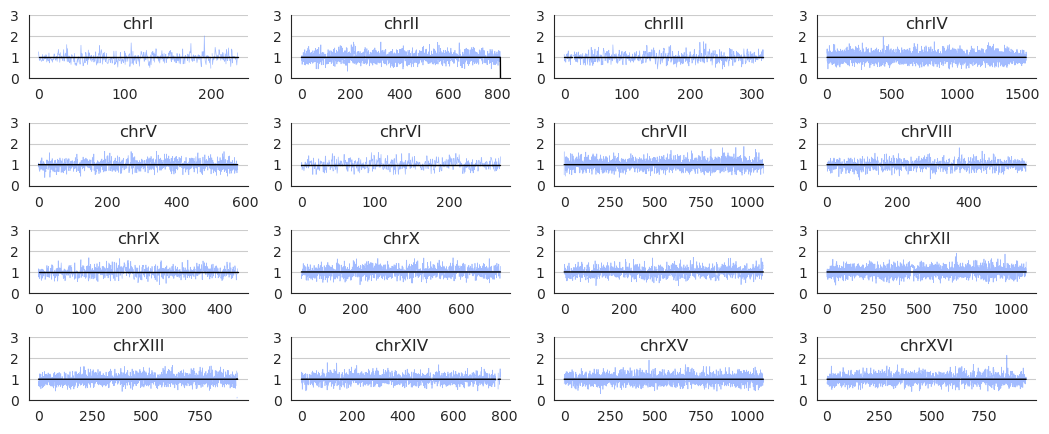 chrI chrII chrIII chrIV
3 3 3 3
2 2 2 2
1 1 1 1
0 0 0 0
0 100 200 0 200 400 600 800 0 100 200 300 0 500 1000 1500
chrV chrVI chrVII chrVIII
3 3 3 3
2 2 2 2
1 1 1 1
0 0 0 0
0 200 400 600 0 100 200 0 250 500 750 1000 0 200 400
chrIX chrX chrXI chrXII
3 3 3 3
2 2 2 2
1 1 1 1
0 0 0 0
0 100 200 300 400 0 200 400 600 0 200 400 600 0 250 500 750 1000
chrXIII chrXIV chrXV chrXVI
3 3 3 3
2 2 2 2
1 1 1 1
0 0 0 0
0 250 500 750 0 200 400 600 800 0 250 500 750 1000 0 250 500 750